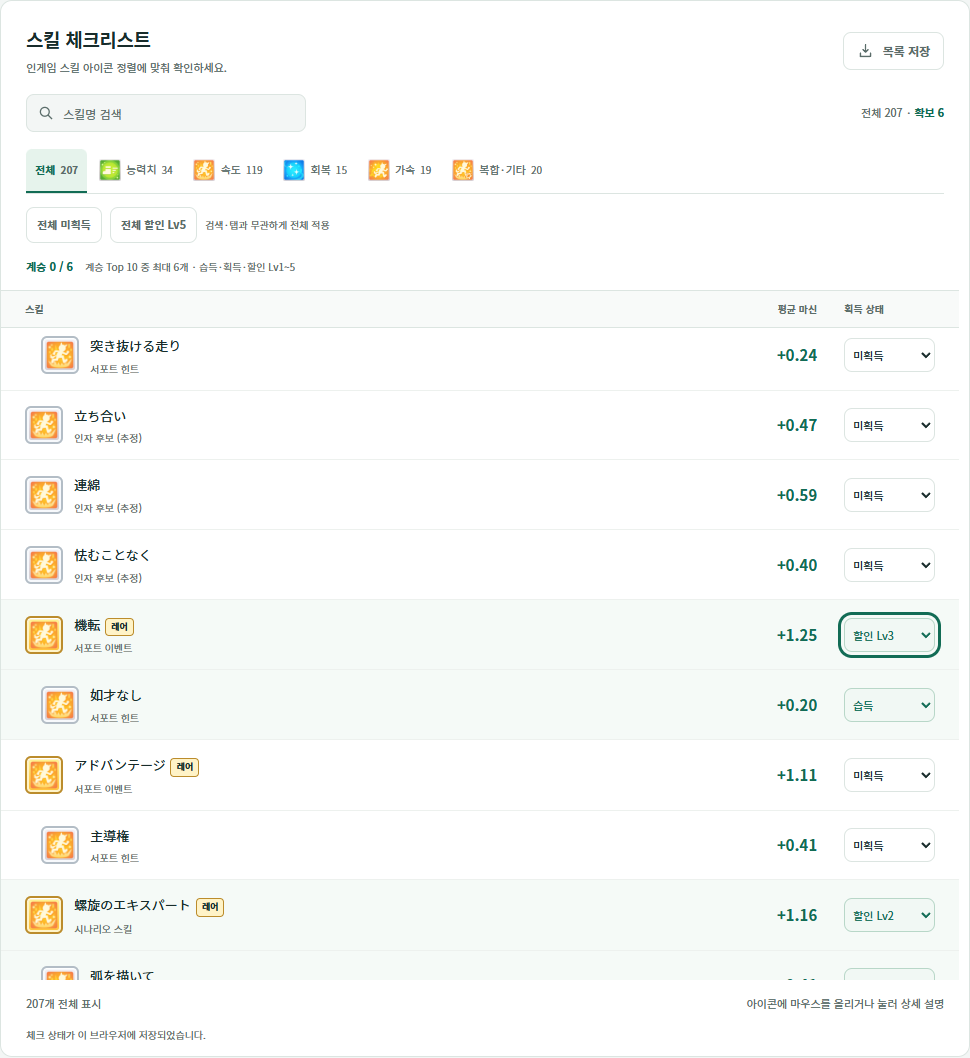 스킬 체크리스트
인게임 스킬 아이콘 정렬에 맞춰 확인하세요.
목록 저장
스킬명 검색
전체 207 · 확보 6
전체 207 능력치 34 속도 119 회복 15 가속 19 복합·기타 20
전체 미획득 전체 할인 Lv5 검색·탭과 무관하게 전체 적용
계승 0 / 6 계승 Top 10 중 최대 6개 · 습득·획득·할인 Lv1~5
스킬 평균 마신 획득 상태
突き抜ける走り
서포트 힌트
+0.24 미획득
立ち合い
인자 후보 (추정)
+0.47 미획득
連綿
인자 후보 (추정)
+0.59 미획득
怯むことなく
인자 후보 (추정)
+0.40 미획득
機転 레어
서포트 이벤트
+1.25 할인 Lv3
如才なし
서포트 힌트
+0.20 습득
アドバンテージ 레어
서포트 이벤트
+1.11 미획득
主導権
서포트 힌트
+0.41 미획득
螺旋のエキスパート 레어
시나리오 스킬
+1.16 할인 Lv2
弧を描いて
207개 전체 표시
아이콘에 마우스를 올리거나 눌러 상세 설명
체크 상태가 이 브라우저에 저장되었습니다.